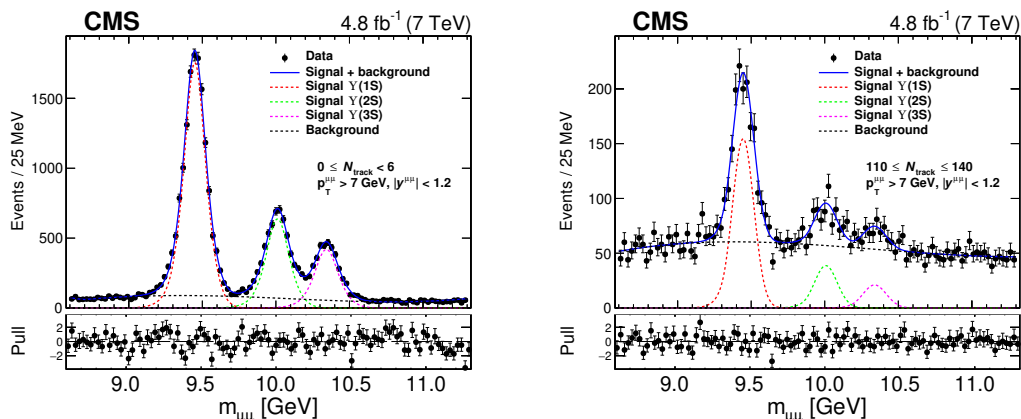 CMS 4.8 fb⁻¹ (7 TeV)
Data
Signal + background
Signal ϒ(1S)
Signal ϒ(2S)
Signal ϒ(3S)
Background
0 ≤ N_track < 6
p_T^μμ > 7 GeV, |y^μμ| < 1.2
Events / 25 MeV
1500
1000
500
0
Pull
2
0
−2
9.0 9.5 10.0 10.5 11.0
m_μμ [GeV]
CMS 4.8 fb⁻¹ (7 TeV)
Data
Signal + background
Signal ϒ(1S)
Signal ϒ(2S)
Signal ϒ(3S)
Background
110 ≤ N_track ≤ 140
p_T^μμ > 7 GeV, |y^μμ| < 1.2
Events / 25 MeV
250
200
150
100
50
0
Pull
2
0
−2
9.0 9.5 10.0 10.5 11.0
m_μμ [GeV]